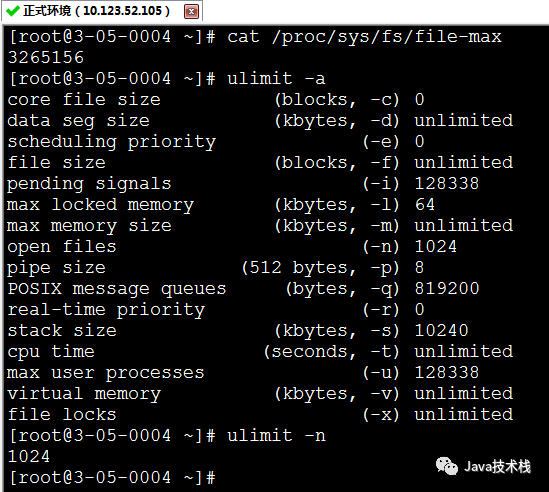 正式环境（10.123.52.105）
[root@3-05-0004 ~]# cat /proc/sys/fs/file-max
3265156
[root@3-05-0004 ~]# ulimit -a
core file size          (blocks, -c) 0
data seg size           (kbytes, -d) unlimited
scheduling priority             (-e) 0
file size               (blocks, -f) unlimited
pending signals                 (-i) 128338
max locked memory       (kbytes, -l) 64
max memory size         (kbytes, -m) unlimited
open files                      (-n) 1024
pipe size            (512 bytes, -p) 8
POSIX message queues     (bytes, -q) 819200
real-time priority              (-r) 0
stack size              (kbytes, -s) 10240
cpu time               (seconds, -t) unlimited
max user processes              (-u) 128338
virtual memory          (kbytes, -v) unlimited
file locks                      (-x) unlimited
[root@3-05-0004 ~]# ulimit -n
1024
[root@3-05-0004 ~]#
Java技术栈